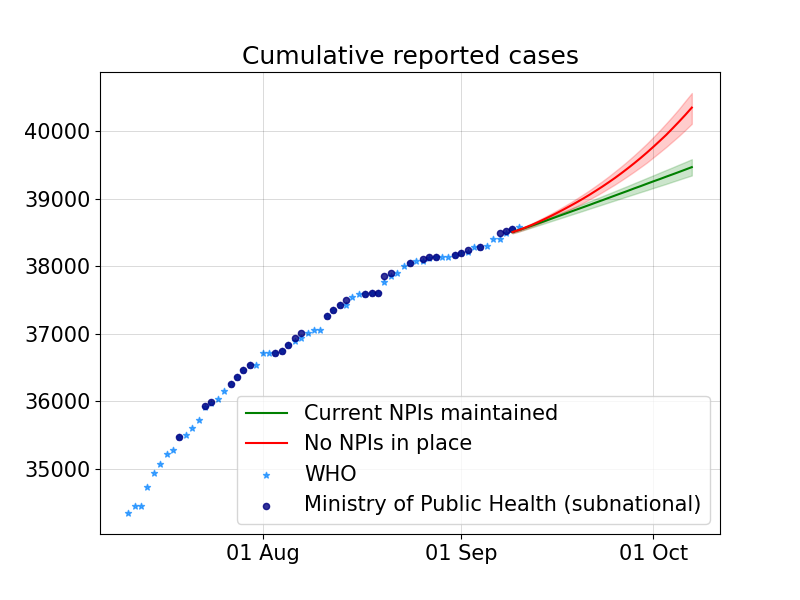 Cumulative reported cases
40000
39000
38000
37000
36000
35000
01 Aug
01 Sep
01 Oct
Current NPIs maintained
No NPIs in place
WHO
Ministry of Public Health (subnational)